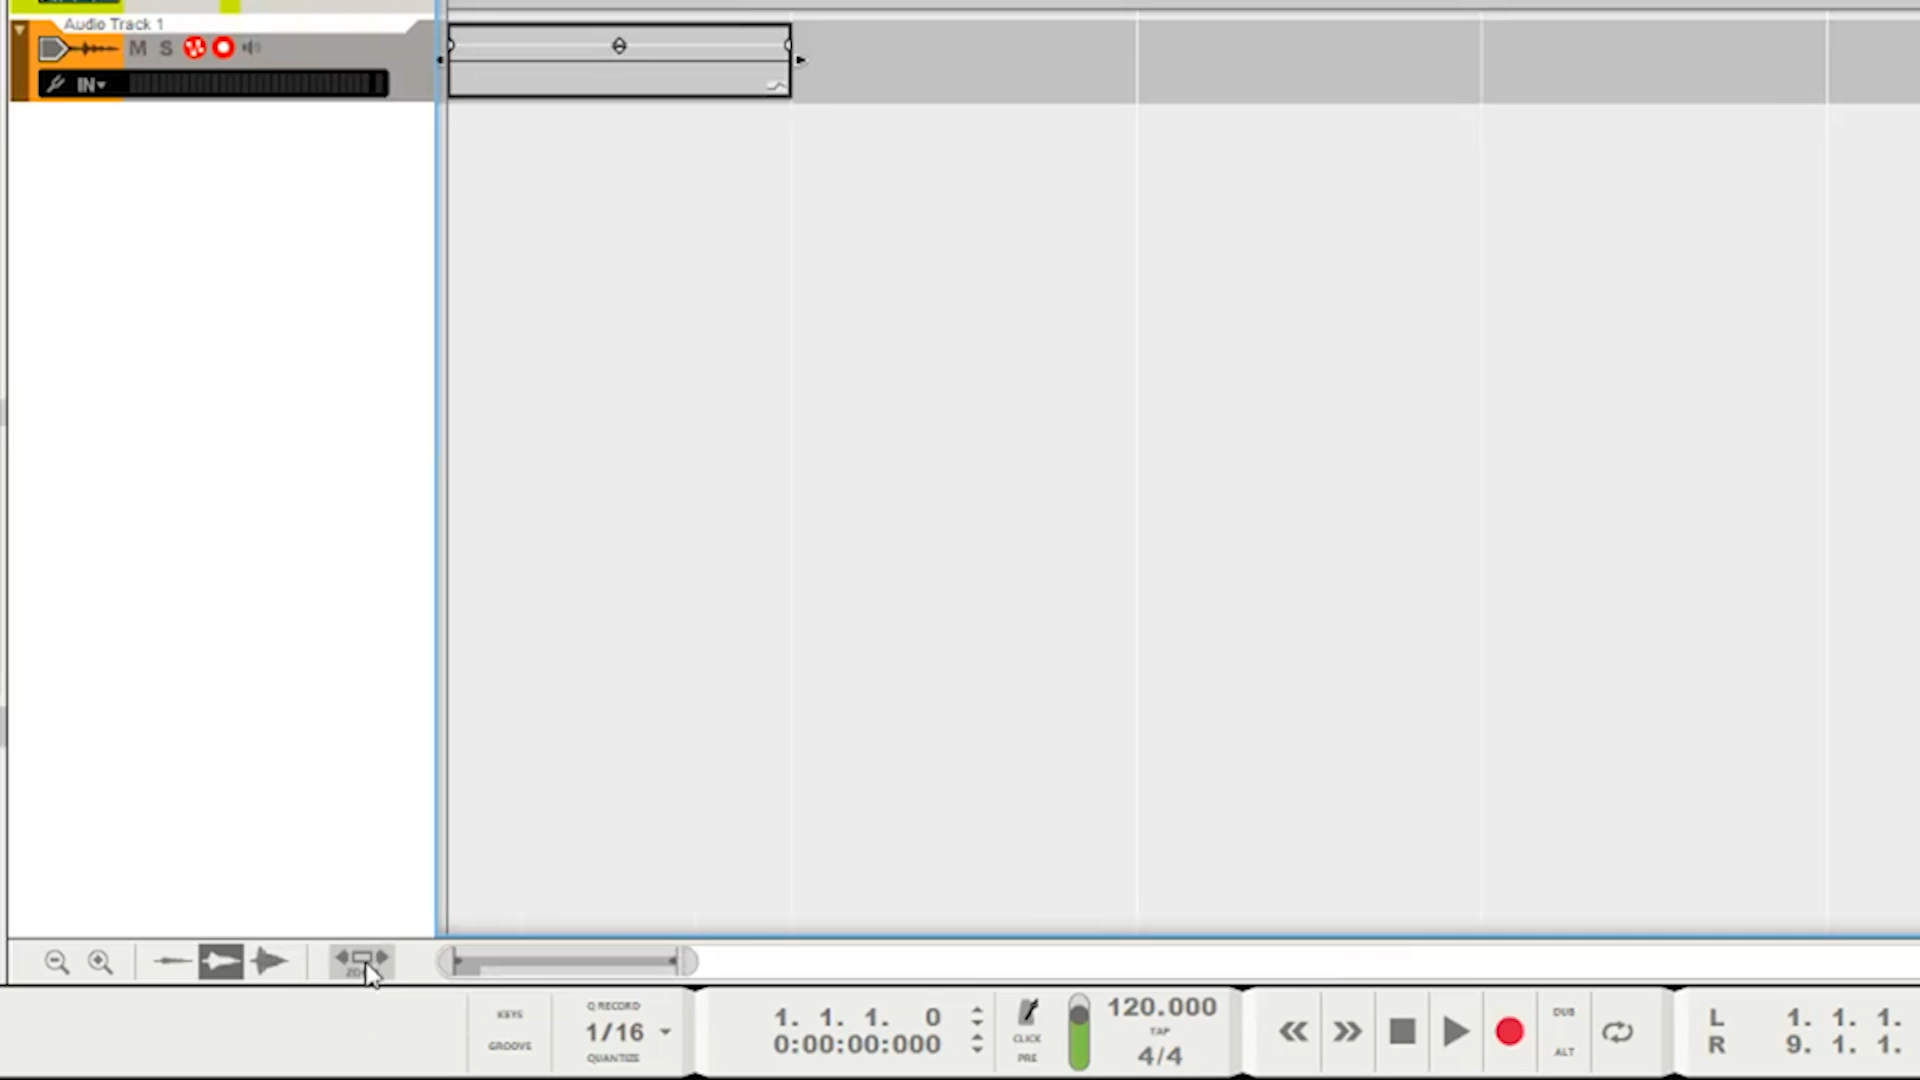 Audio Track 1
M S
IN
KEYS
GROOVE
Q RECORD
1/16
QUANTIZE
1. 1. 1. 0
0:00:00:000
CLICK
PRE
120.000
TAP
4/4
DUB
ALT
L 1. 1. 1.
R 9. 1. 1.